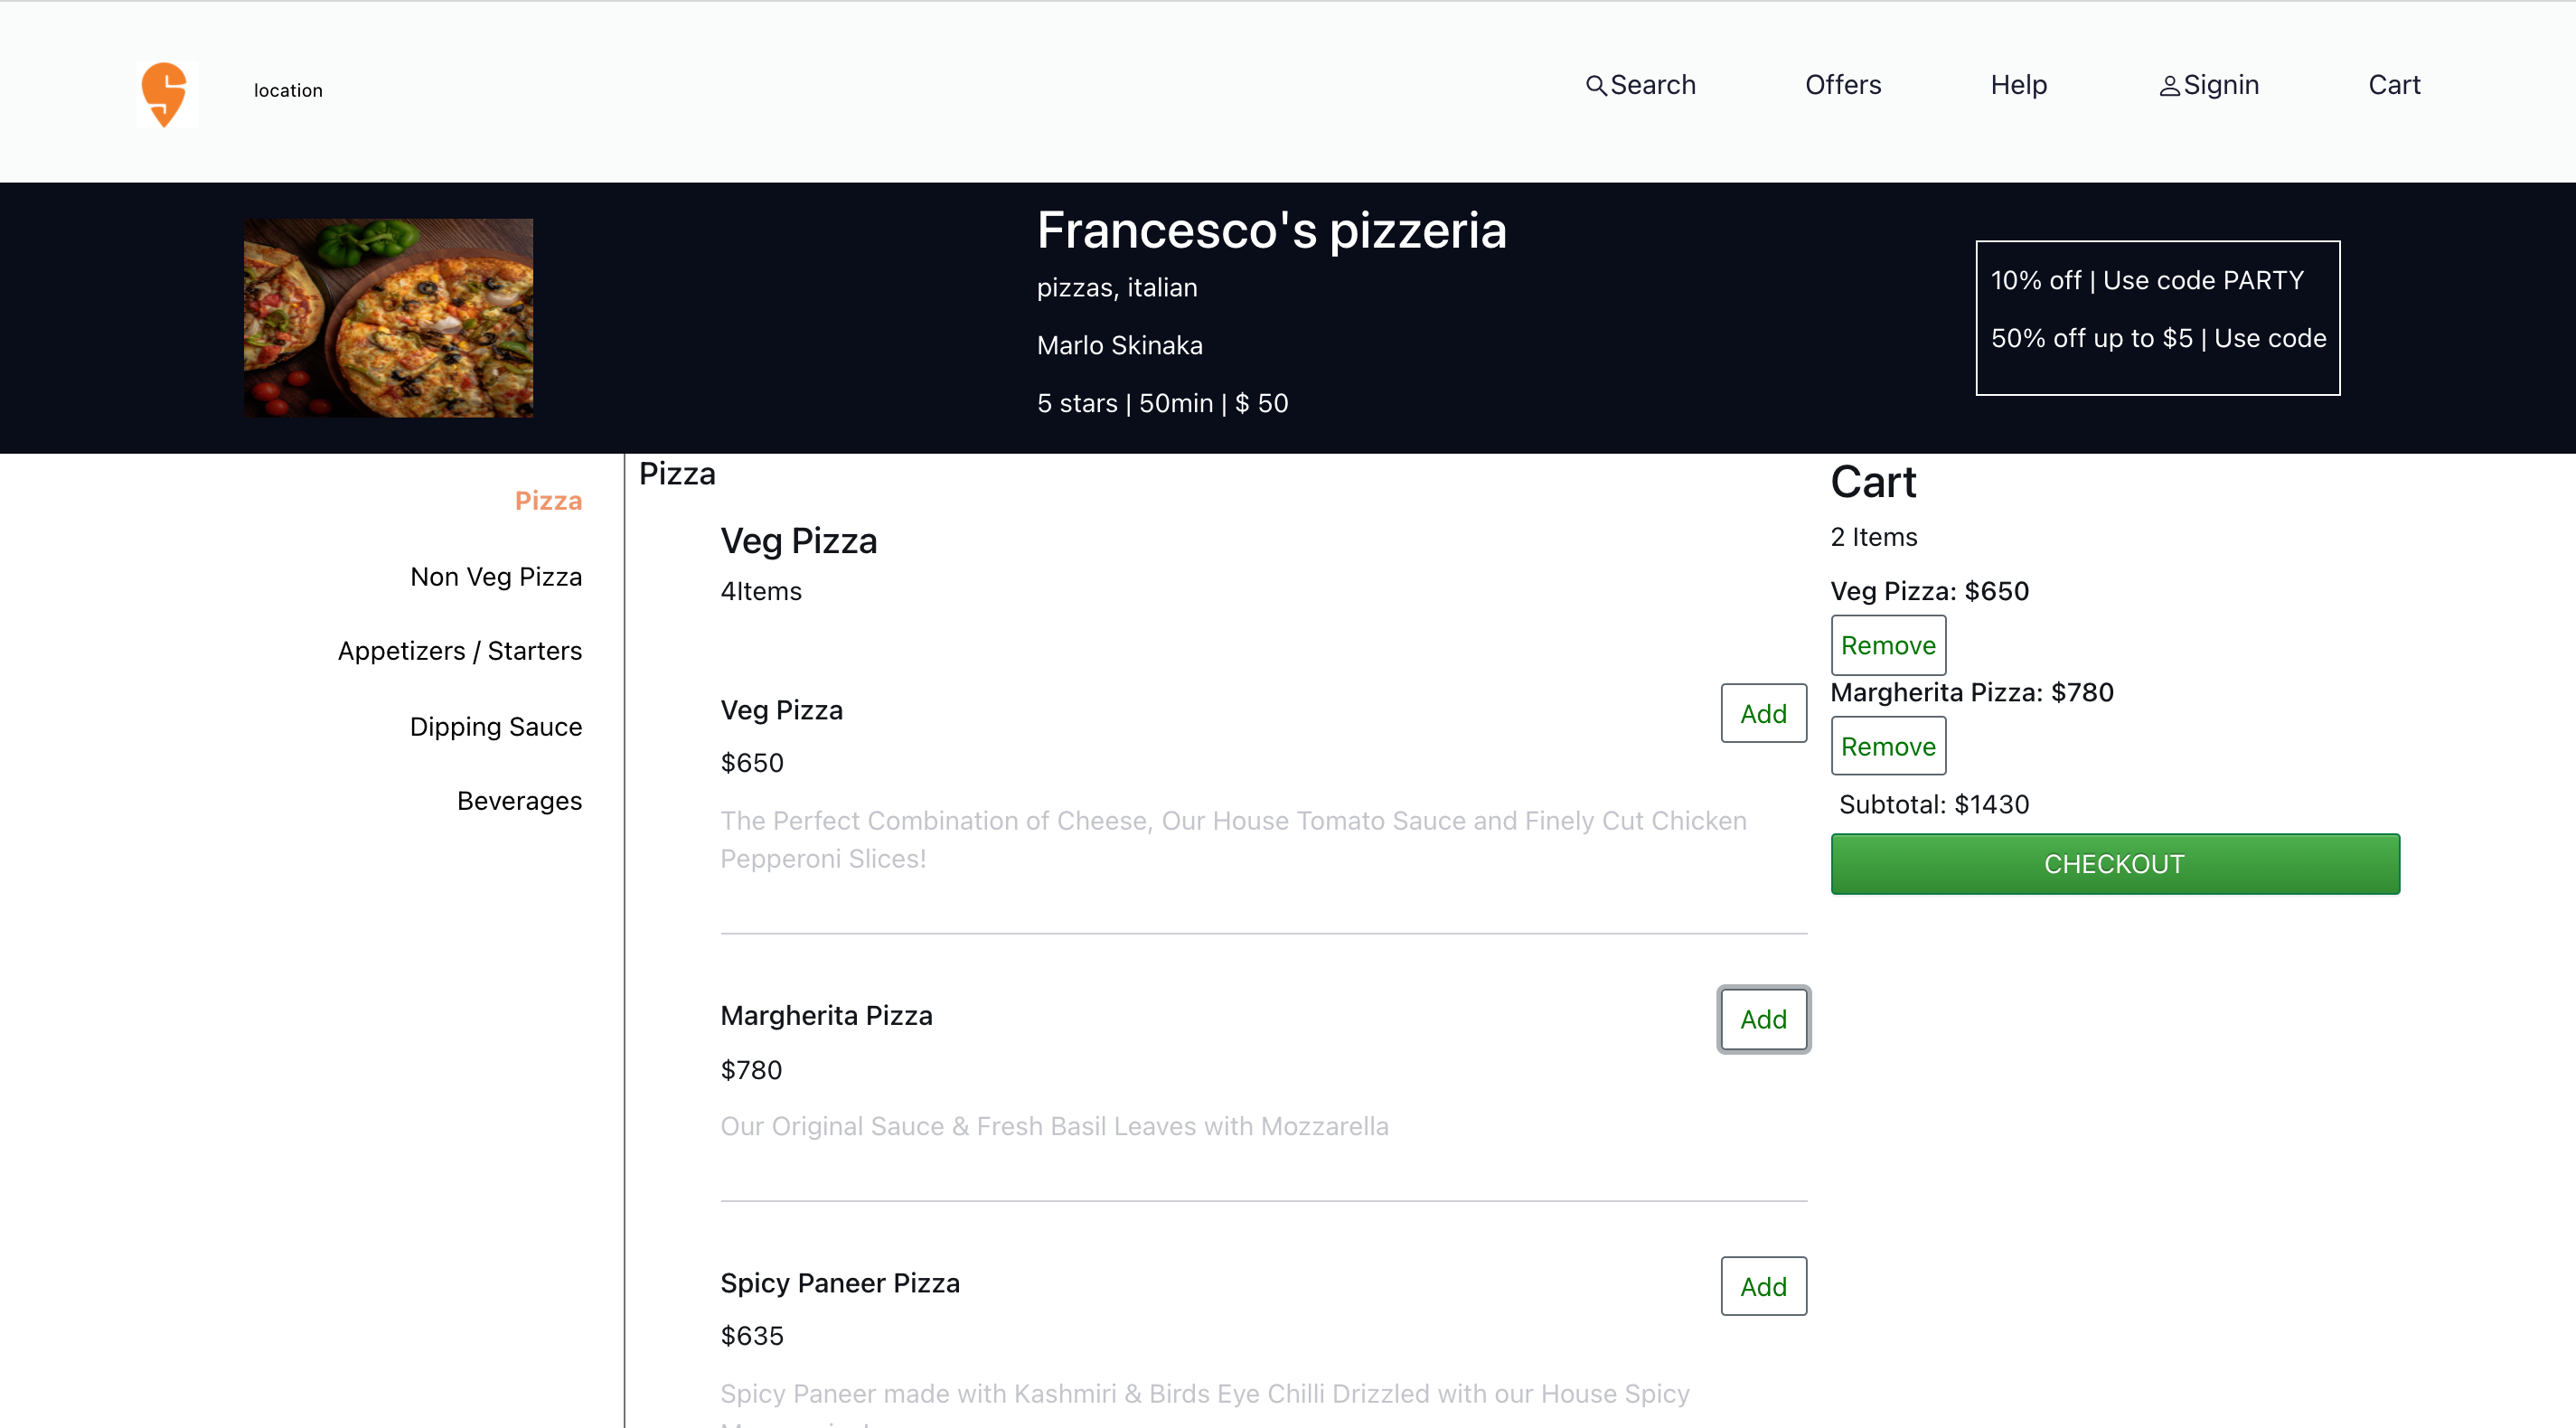 location
Search
Offers
Help
Signin
Cart
Francesco's pizzeria
pizzas, italian
Marlo Skinaka
5 stars | 50min | $ 50
10% off | Use code PARTY
50% off up to $5 | Use code
Pizza
Non Veg Pizza
Appetizers / Starters
Dipping Sauce
Beverages
Pizza
Veg Pizza
4Items
Veg Pizza
Add
$650
The Perfect Combination of Cheese, Our House Tomato Sauce and Finely Cut Chicken
Pepperoni Slices!
Margherita Pizza
Add
$780
Our Original Sauce & Fresh Basil Leaves with Mozzarella
Spicy Paneer Pizza
Add
$635
Spicy Paneer made with Kashmiri & Birds Eye Chilli Drizzled with our House Spicy
Cart
2 Items
Veg Pizza: $650
Remove
Margherita Pizza: $780
Remove
Subtotal: $1430
CHECKOUT